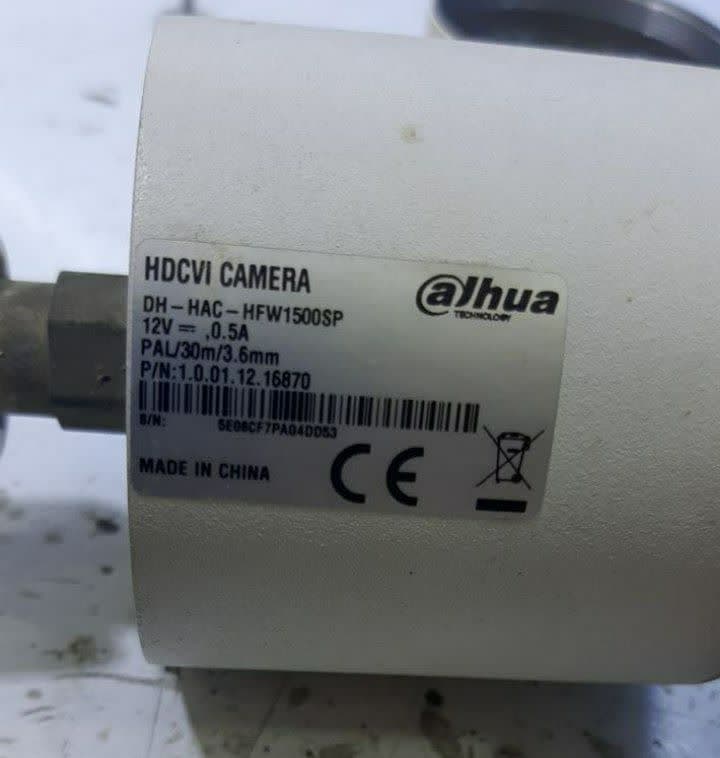 HDCVI CAMERA
alhua
TECHNOLOGY
DH-HAC-HFW1500SP
12V ⎓ ,0.5A
PAL/30m/3.6mm
P/N:1.0.01.12.16870
S/N: 5E06CF7PA04DD53
MADE IN CHINA
CE